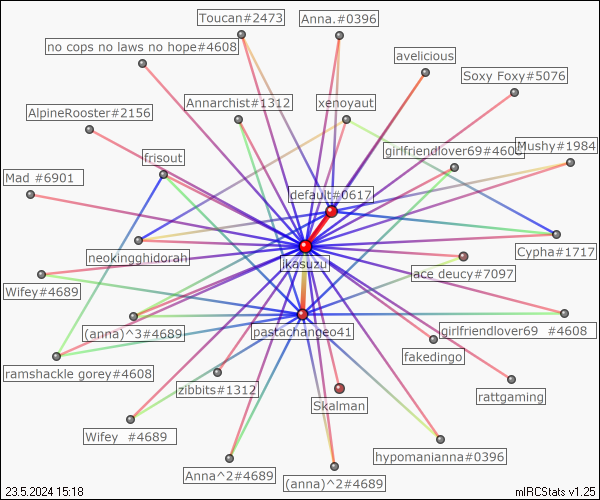 Toucan#2473
Anna.#0396
no cops no laws no hope#4608
avelicious
Soxy Foxy#5076
Annarchist#1312
xenoyaut
AlpineRooster#2156
girlfriendlover69#4608
Mushy#1984
frisout
Mad #6901
default#0617
neokingghidorah
Cypha#1717
jkasuzu
ace deucy#7097
Wifey#4689
(anna)^3#4689
pastachangeo41
girlfriendlover69 #4608
fakedingo
ramshackle gorey#4608
zibbits#1312
rattgaming
Skalman
Wifey #4689
hypomanianna#0396
Anna^2#4689
(anna)^2#4689
23.5.2024 15:18
mIRCStats v1.25